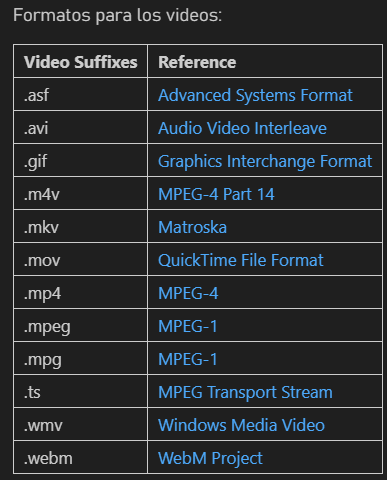 Formatos para los videos:
Video Suffixes Reference
.asf Advanced Systems Format
.avi Audio Video Interleave
.gif Graphics Interchange Format
.m4v MPEG-4 Part 14
.mkv Matroska
.mov QuickTime File Format
.mp4 MPEG-4
.mpeg MPEG-1
.mpg MPEG-1
.ts MPEG Transport Stream
.wmv Windows Media Video
.webm WebM Project